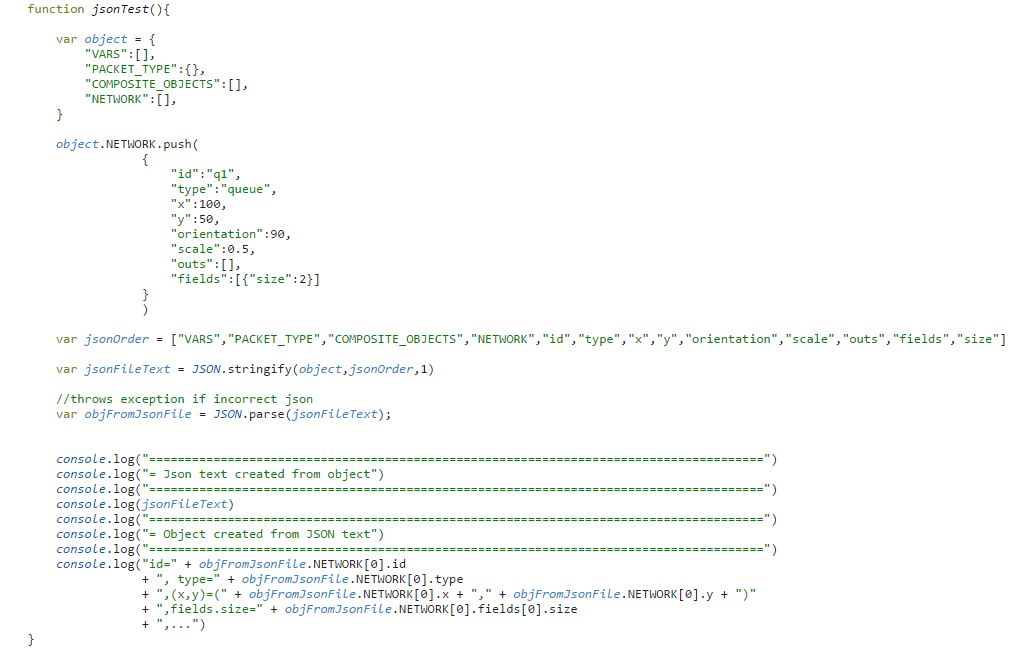 function jsonTest(){
var object = {
"VARS":[],
"PACKET_TYPE":{},
"COMPOSITE_OBJECTS":[],
"NETWORK":[],
}
object.NETWORK.push(
{
"id":"q1",
"type":"queue",
"x":100,
"y":50,
"orientation":90,
"scale":0.5,
"outs":[],
"fields":[{"size":2}]
}
)
var jsonOrder = ["VARS","PACKET_TYPE","COMPOSITE_OBJECTS","NETWORK","id","type","x","y","orientation","scale","outs","fields","size"]
var jsonFileText = JSON.stringify(object,jsonOrder,1)
//throws exception if incorrect json
var objFromJsonFile = JSON.parse(jsonFileText);
console.log("======================================================================================")
console.log("= Json text created from object")
console.log("======================================================================================")
console.log(jsonFileText)
console.log("======================================================================================")
console.log("= Object created from JSON text")
console.log("======================================================================================")
console.log("id=" + objFromJsonFile.NETWORK[0].id
+ ", type=" + objFromJsonFile.NETWORK[0].type
+ ",(x,y)=(" + objFromJsonFile.NETWORK[0].x + "," + objFromJsonFile.NETWORK[0].y + ")"
+ ",fields.size=" + objFromJsonFile.NETWORK[0].fields[0].size
+ ",...")
}